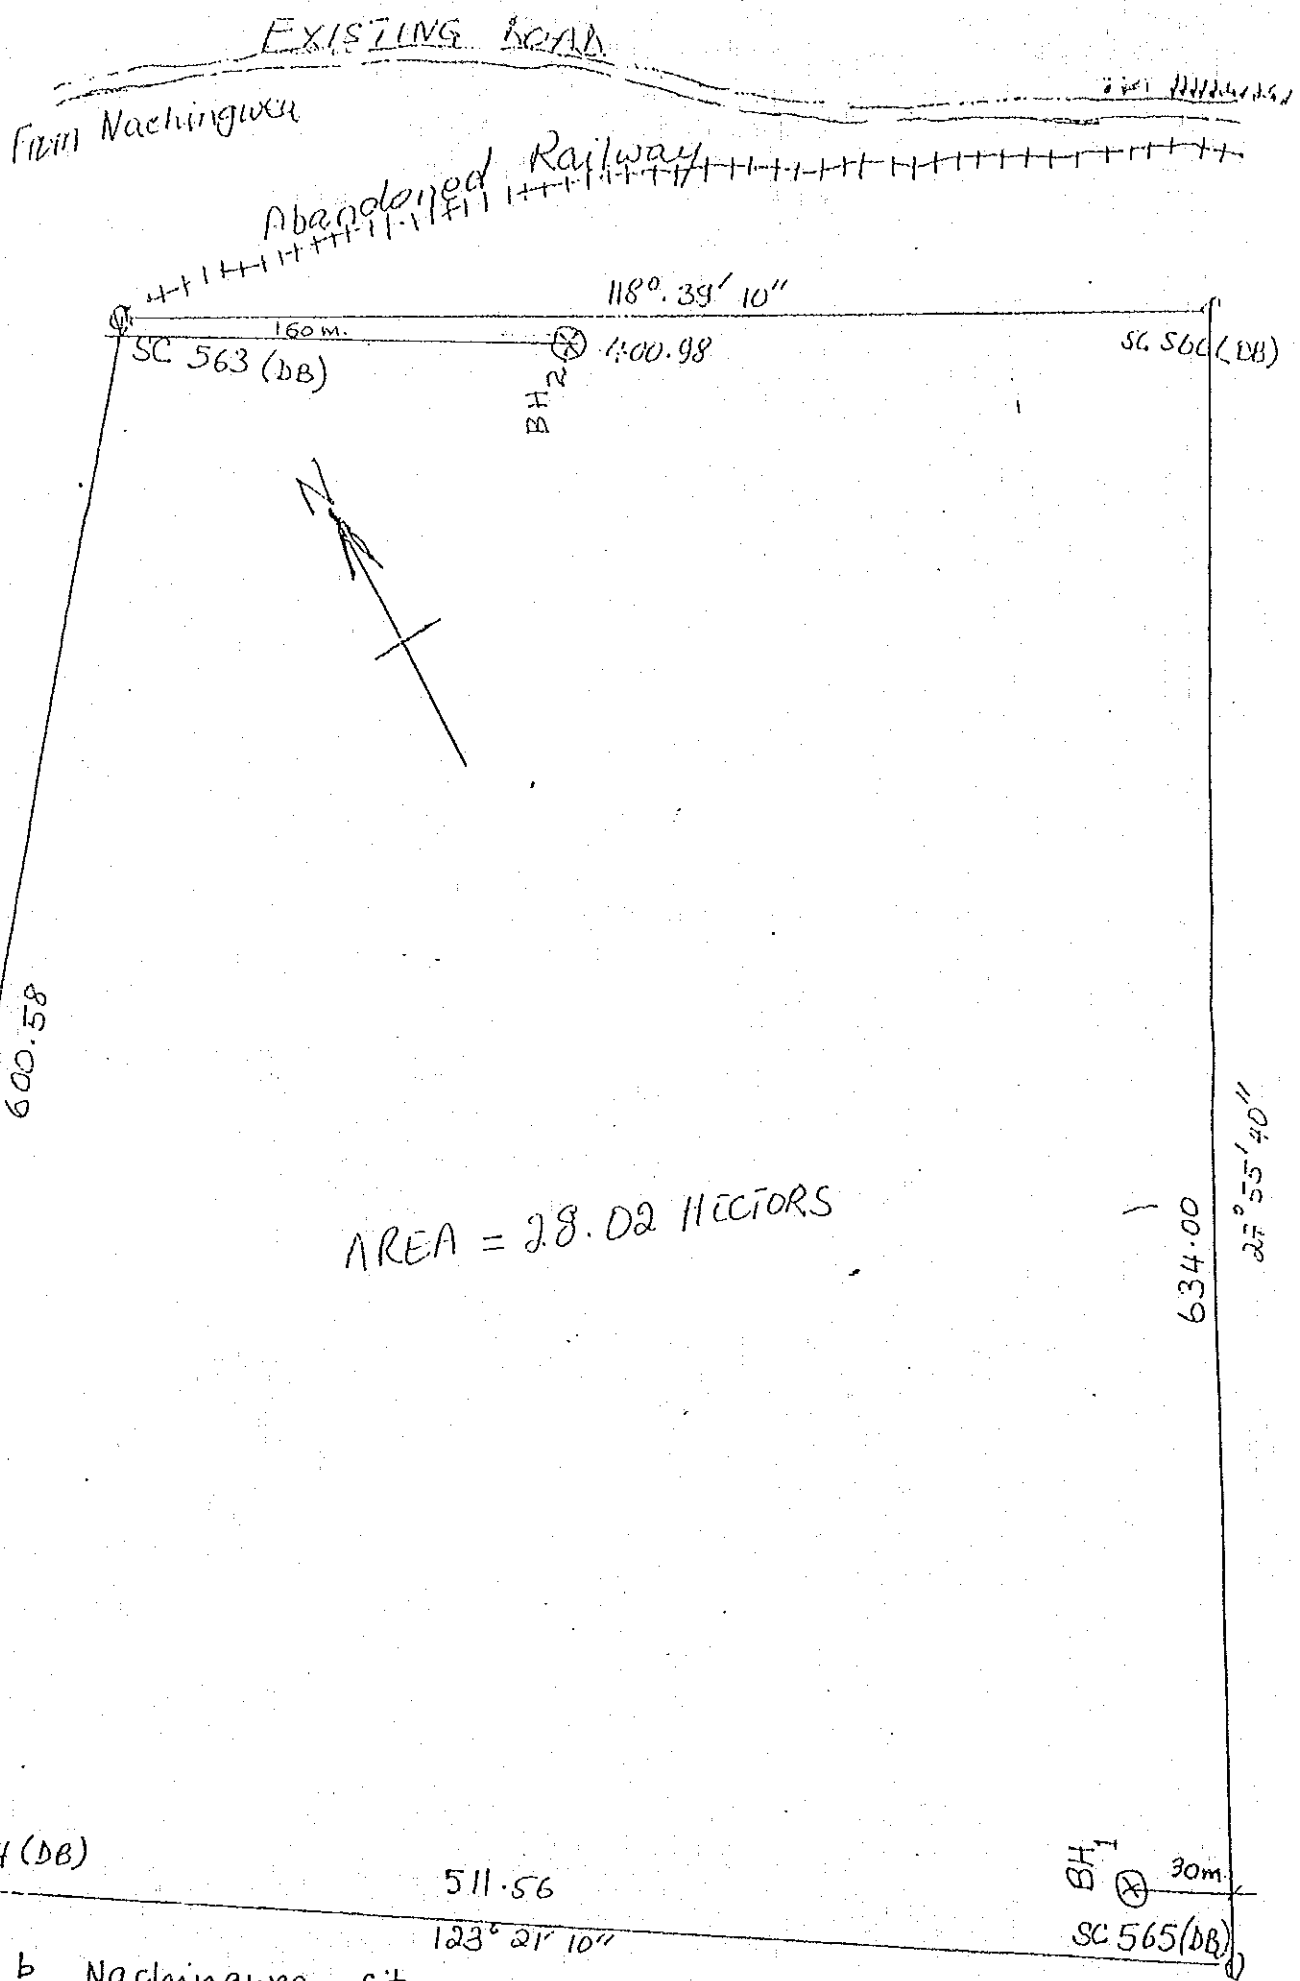 EXISTING ROAD
From Nachingwea
Abandoned Railway
118°. 39' 10"
160 m.
400.98
SC 563 (DB)
SC (DB)
BH2
N
600.58
AREA = 28.02 HECTORS
634.00
55' 40"
(DB)
511.56
123° 21' 10"
BH1
30m.
SC 565 (DB)
b Nachingwea